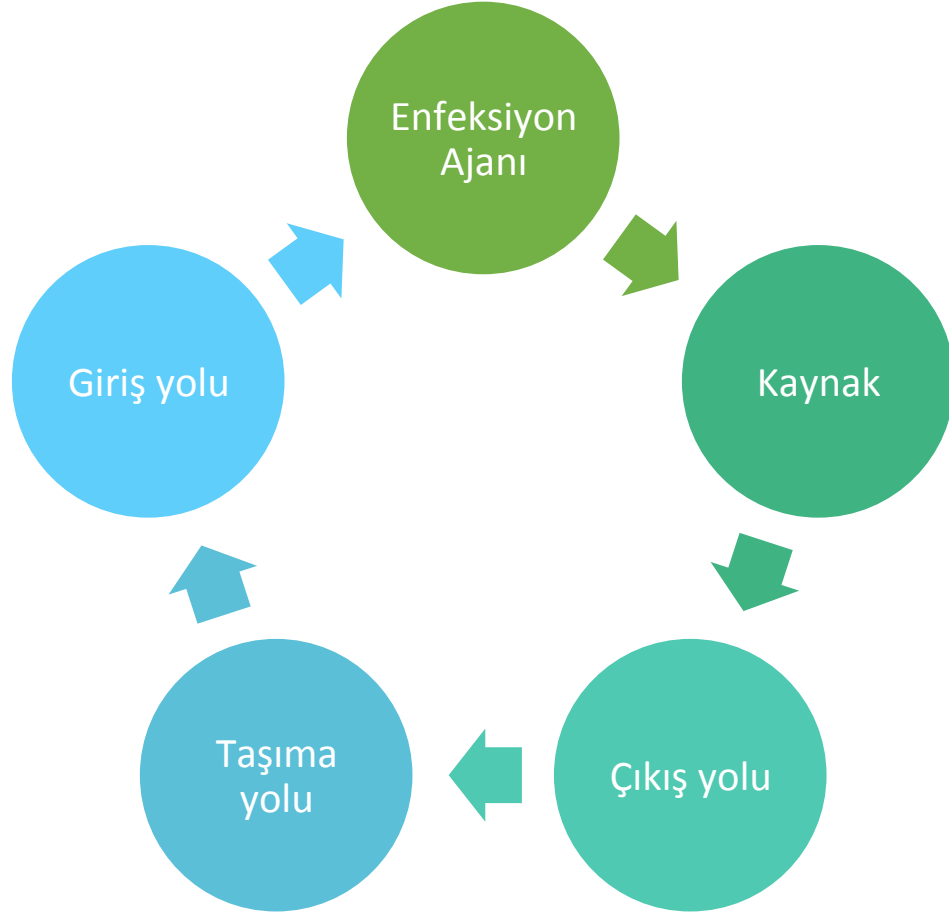 Enfeksiyon
Ajanı
Kaynak
Çıkış yolu
Taşıma
yolu
Giriş yolu